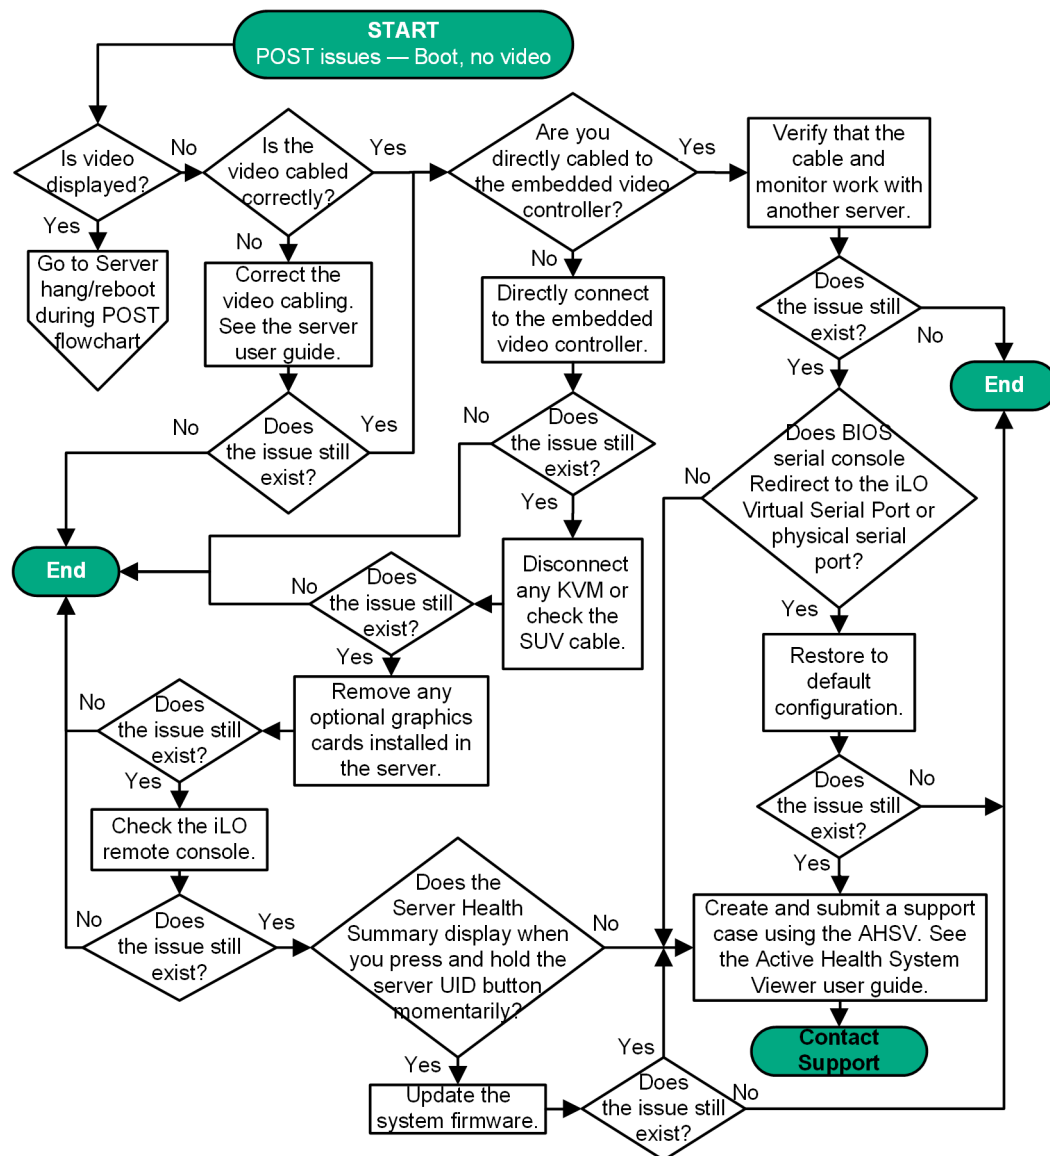 START
POST issues — Boot, no video
Is video
displayed?
No
Yes
Go to Server
hang/reboot
during POST
flowchart.
Is the
video cabled
correctly?
Yes
No
Correct the
video cabling.
See the server
user guide.
Does
the issue still
exist?
No
Yes
Are you
directly cabled to
the embedded video
controller?
Yes
No
Directly connect
to the embedded
video controller.
Does
the issue still
exist?
No
Yes
Disconnect
any KVM or
check the
SUV cable.
Does
the issue still
exist?
No
Yes
Remove any
optional graphics
cards installed in
the server.
Does
the issue still
exist?
No
Yes
Check the iLO
remote console.
Does
the issue still
exist?
No
Yes
End
Does the
Server Health
Summary display when
you press and hold the
server UID button
momentarily?
No
Yes
Update the
system firmware.
Does
the issue still
exist?
Yes
No
Verify that the
cable and
monitor work with
another server.
Does
the issue still
exist?
No
Yes
End
Does BIOS
serial console
Redirect to the iLO
Virtual Serial Port or
physical serial
port?
No
Yes
Restore to
default
configuration.
Does
the issue still
exist?
No
Yes
Create and submit a support
case using the AHSV. See
the Active Health System
Viewer user guide.
Contact
Support